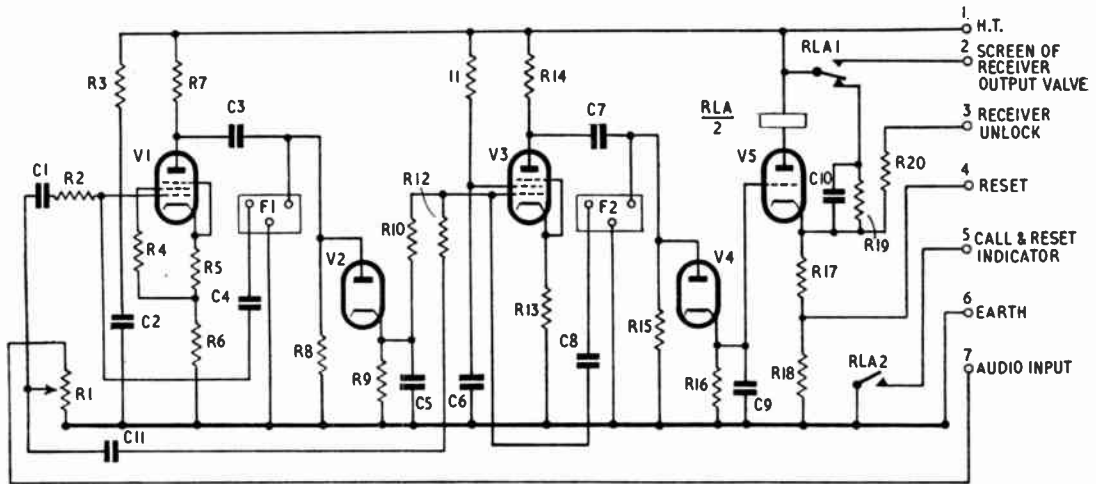 1.
H.T.
RLA1
2
SCREEN OF
RECEIVER
OUTPUT VALVE
R3
R7
11
R14
C3
C7
RLA
2
3
RECEIVER
UNLOCK
V1
V3
V5
R20
C1
R2
R12
C10
4
RESET
F1
R10
F2
R4
R19
V2
V4
5
CALL & RESET
INDICATOR
R5
R17
C4
R13
R15
C2
R6
C8
6
EARTH
R8
R9
C5
C6
R16
C9
R18
RLA2
7
AUDIO INPUT
R1
C11